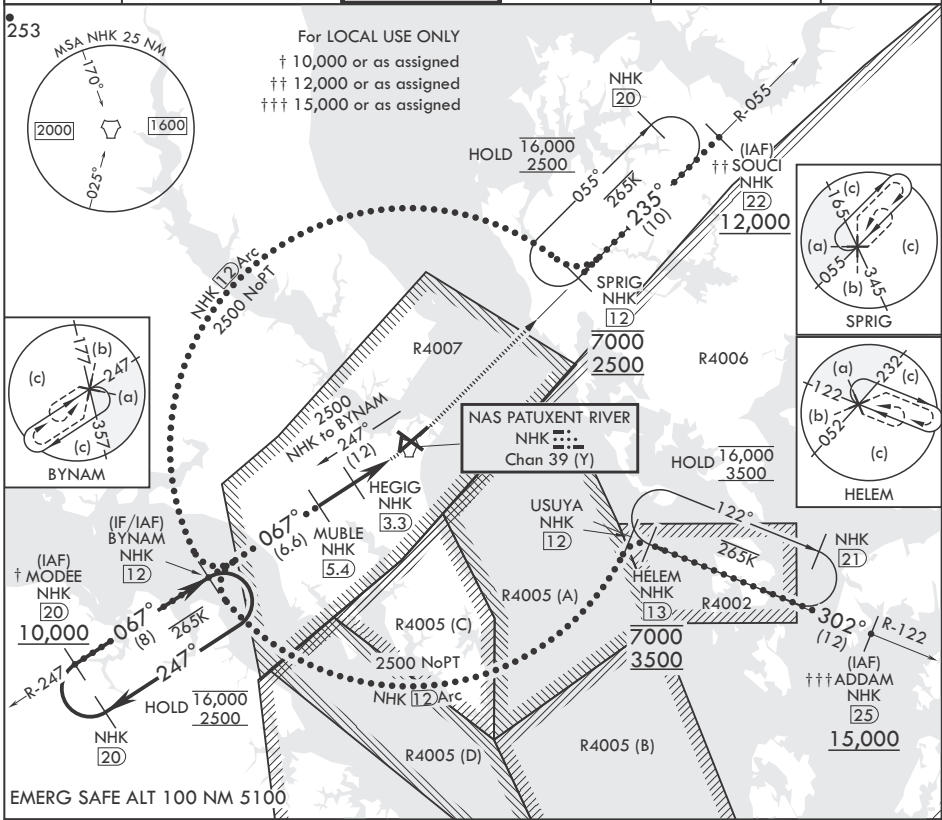 253
MSA NHK 25 NM
170°
2000
1600
025°
For LOCAL USE ONLY
† 10,000 or as assigned
†† 12,000 or as assigned
††† 15,000 or as assigned
NHK
20
R-055
HOLD 16,000
2500
055°
265K
235°
(10)
(IAF)
†† SOUCI
NHK
22
12,000
(c)
165
(a)
(c)
055
345
(b)
SPRIG
NHK 12 Arc
2500 NoPT
SPRIG
NHK
12
7000
2500
R4007
R4006
(b)
177
247
(c)
(a)
(c)
357
BYNAM
2500
NHK to BYNAM
247°
(12)
NAS PATUXENT RIVER
NHK
Chan 39 (Y)
(a)
232
(c)
122
(b)
052
(c)
HELEM
HOLD 16,000
3500
HEGIG
NHK
3.3
067°
(6.6)
MUBLE
NHK
5.4
USUYA
NHK
12
122°
265K
NHK
21
(IF/IAF)
BYNAM
NHK
12
(IAF)
† MODEE
NHK
20
10,000
067°
(8)
265K
247°
R-247
HOLD 16,000
2500
NHK
20
HELEM
NHK
13
7000
3500
R4002
R4005 (A)
R4005 (C)
302°
(12)
R-122
(IAF)
††† ADDAM
NHK
25
15,000
2500 NoPT
NHK 12 Arc
R4005 (D)
R4005 (B)
EMERG SAFE ALT 100 NM 5100